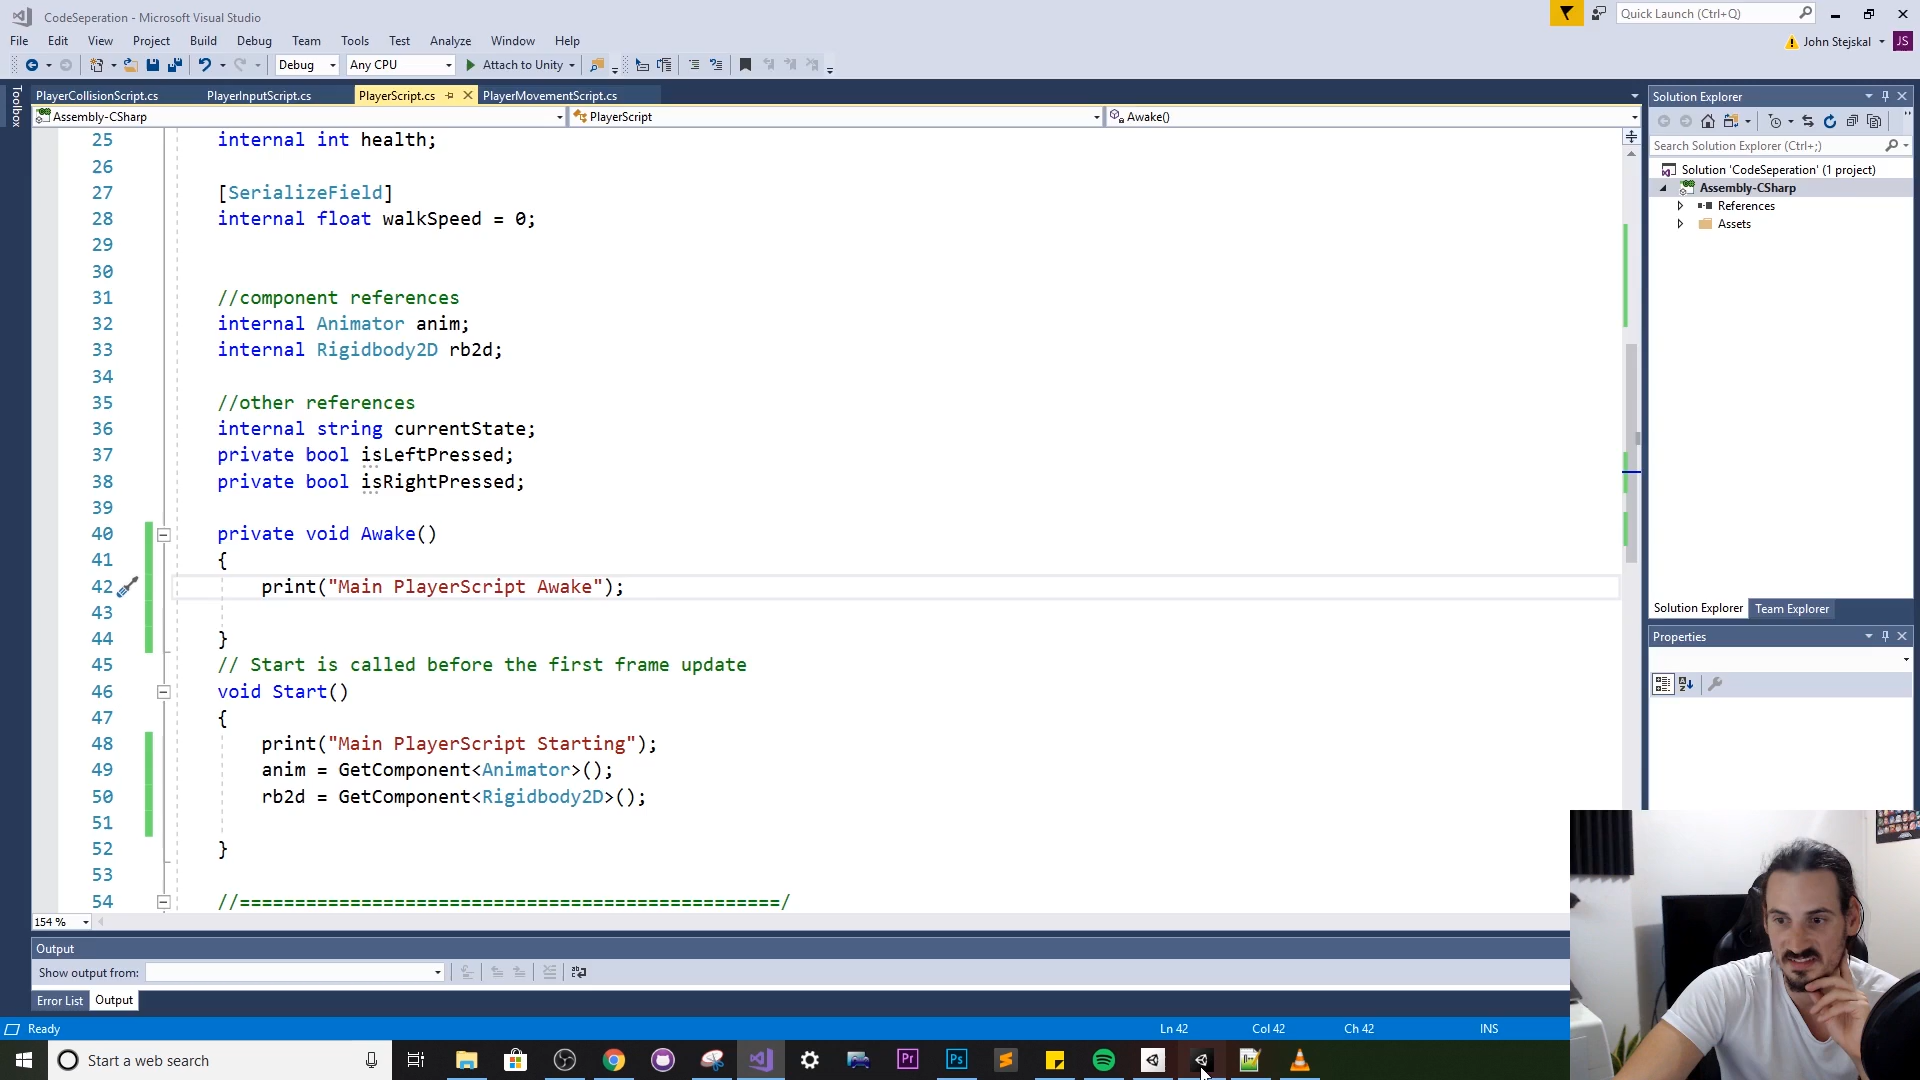 CodeSeperation - Microsoft Visual Studio
Quick Launch (Ctrl+Q)
File Edit View Project Build Debug Team Tools Test Analyze Window Help
John Stejskal JS
Debug Any CPU Attach to Unity
Toolbox
PlayerCollisionScript.cs PlayerInputScript.cs PlayerScript.cs PlayerMovementScript.cs
Assembly-CSharp PlayerScript Awake()
25 internal int health;
26
27 [SerializeField]
28 internal float walkSpeed = 0;
29
30
31 //component references
32 internal Animator anim;
33 internal Rigidbody2D rb2d;
34
35 //other references
36 internal string currentState;
37 private bool isLeftPressed;
38 private bool isRightPressed;
39
40 private void Awake()
41 {
42 print("Main PlayerScript Awake");
43
44 }
45 // Start is called before the first frame update
46 void Start()
47 {
48 print("Main PlayerScript Starting");
49 anim = GetComponent<Animator>();
50 rb2d = GetComponent<Rigidbody2D>();
51
52 }
53
54 //=================================================/
154 %
Solution Explorer
Search Solution Explorer (Ctrl+;)
Solution 'CodeSeperation' (1 project)
Assembly-CSharp
References
Assets
Solution Explorer Team Explorer
Properties
Output
Show output from:
Error List Output
Ready Ln 42 Col 42 Ch 42 INS
Start a web search
Pr Ps